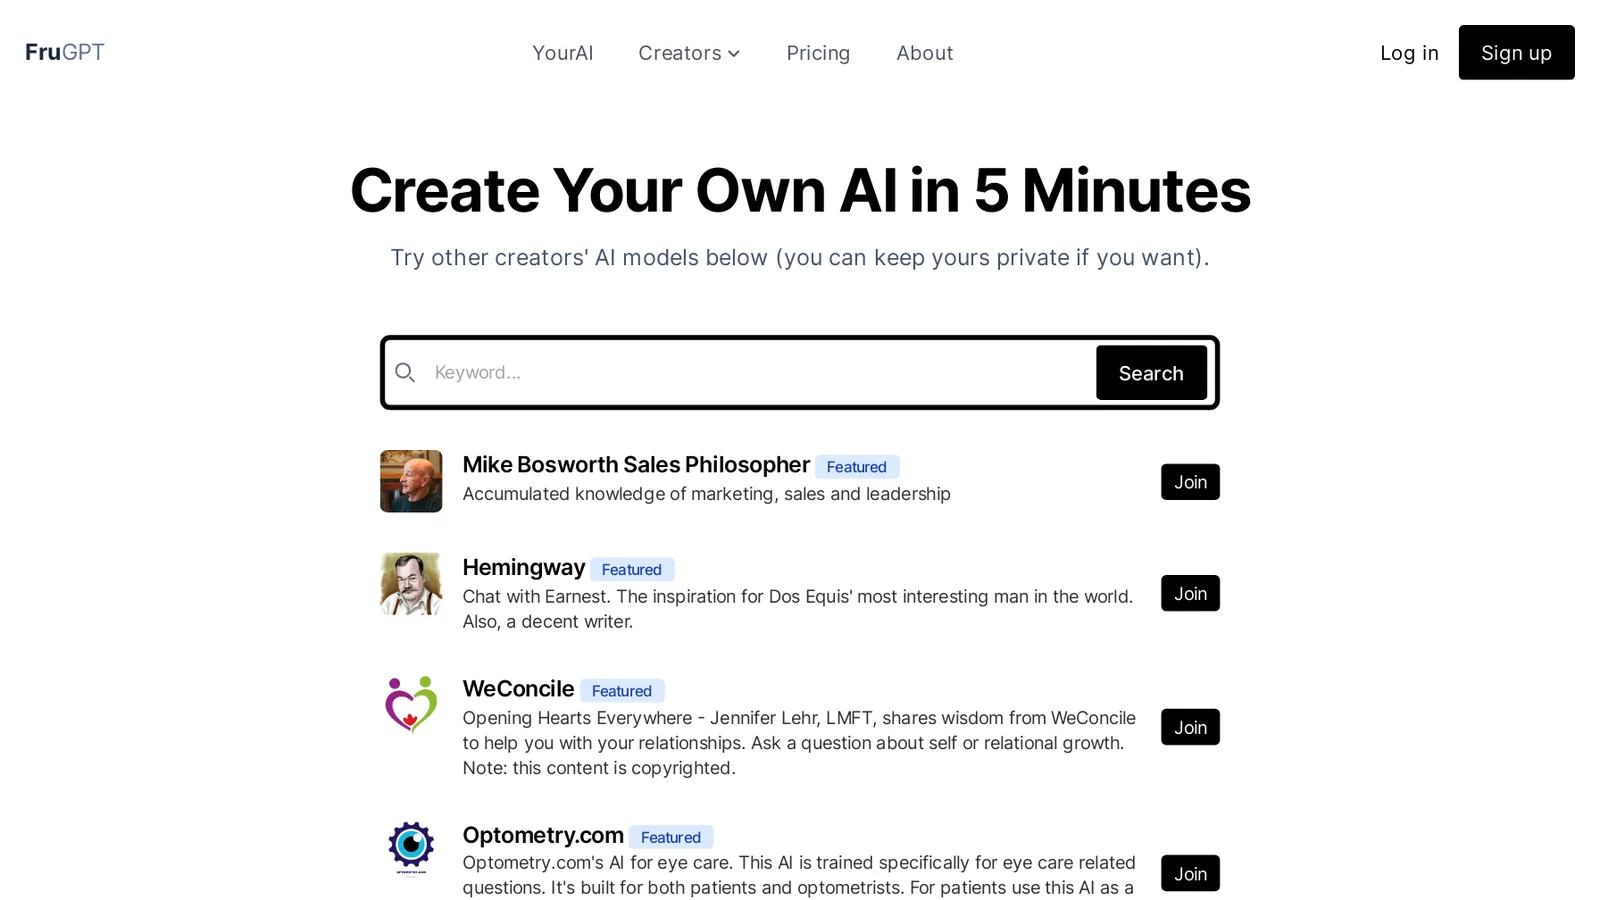 FruGPT
YourAI
Creators
Pricing
About
Log in
Sign up
Create Your Own AI in 5 Minutes
Try other creators' AI models below (you can keep yours private if you want).
Keyword...
Search
Mike Bosworth Sales Philosopher Featured
Accumulated knowledge of marketing, sales and leadership
Join
Hemingway Featured
Chat with Earnest. The inspiration for Dos Equis' most interesting man in the world.
Also, a decent writer.
Join
WeConcile Featured
Opening Hearts Everywhere - Jennifer Lehr, LMFT, shares wisdom from WeConcile
to help you with your relationships. Ask a question about self or relational growth.
Note: this content is copyrighted.
Join
Optometry.com Featured
Optometry.com's AI for eye care. This AI is trained specifically for eye care related
questions. It's built for both patients and optometrists. For patients use this AI as a
Join